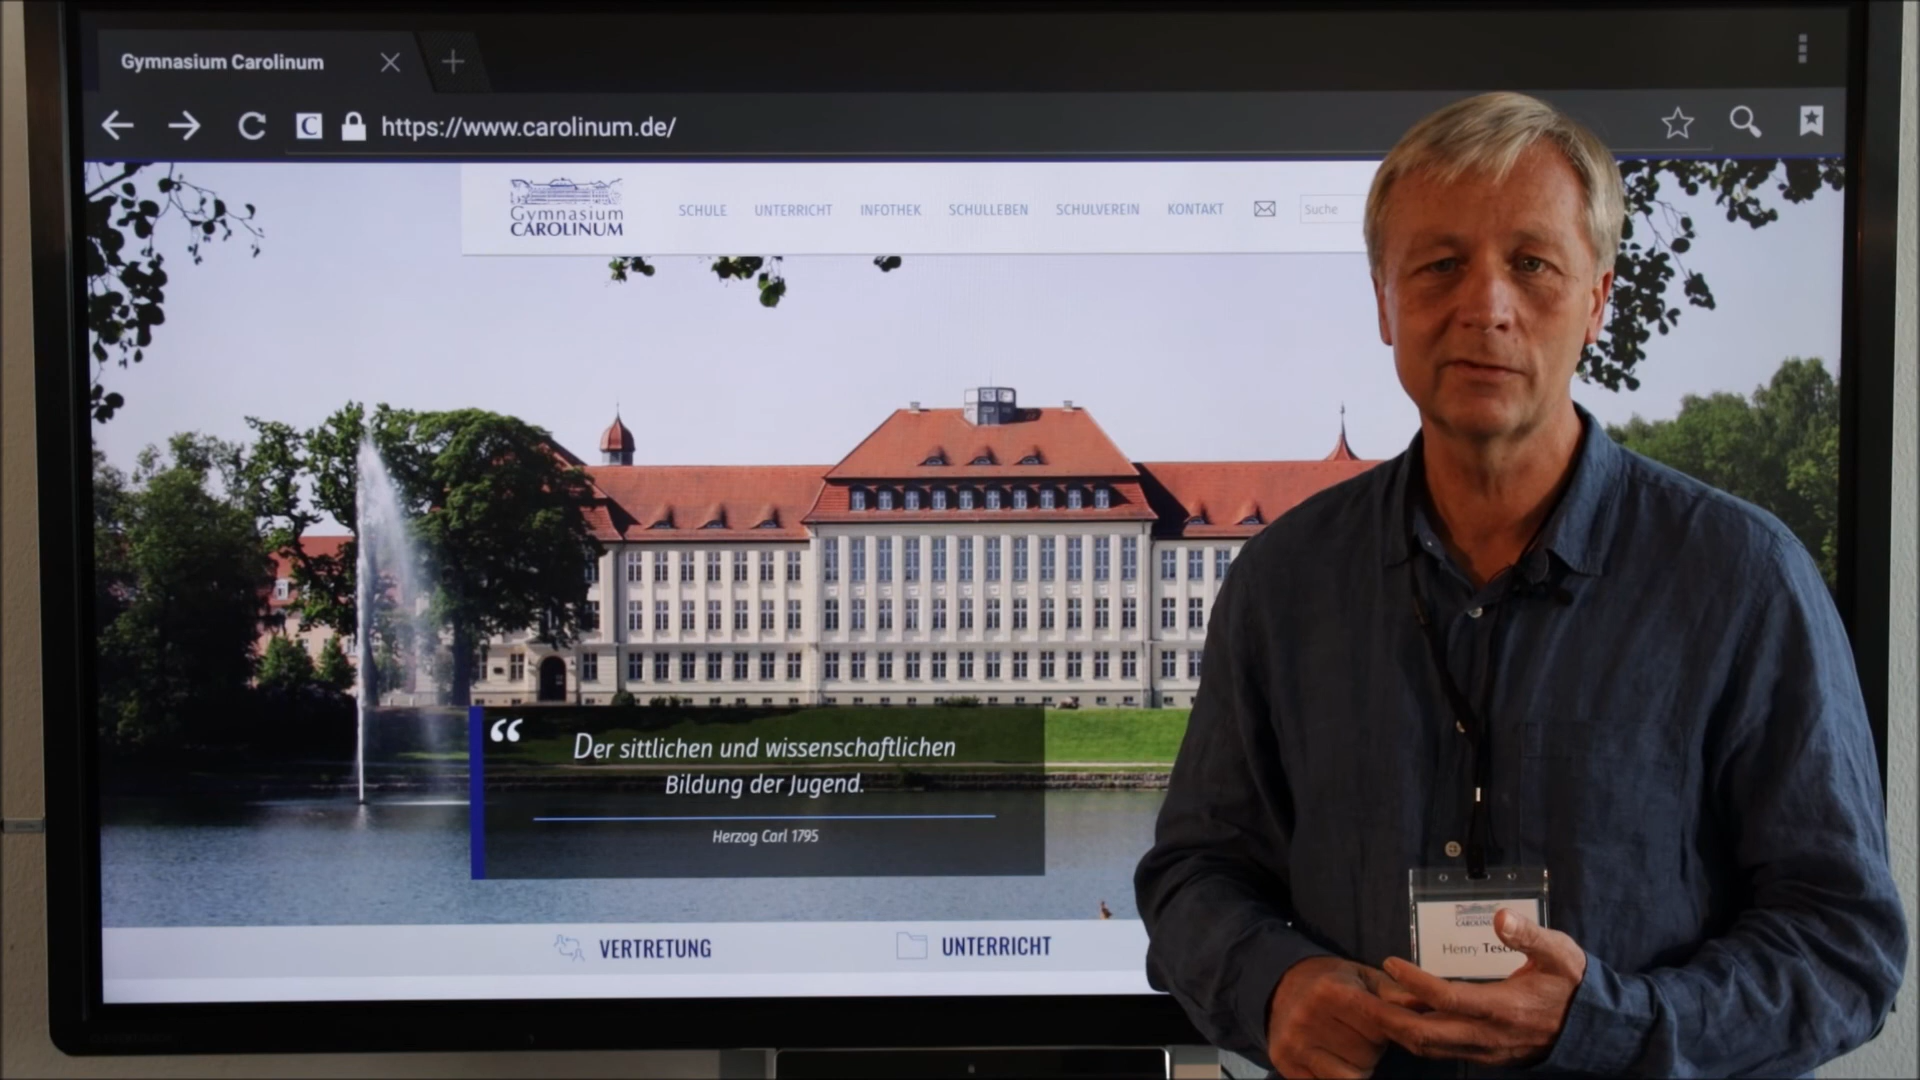 Gymnasium Carolinum
https://www.carolinum.de/
Gymnasium
CAROLINUM
SCHULE UNTERRICHT INFOTHEK SCHULLEBEN SCHULVEREIN KONTAKT Suche
Der sittlichen und wissenschaftlichen
Bildung der Jugend.
Herzog Carl 1795
VERTRETUNG UNTERRICHT
Henry